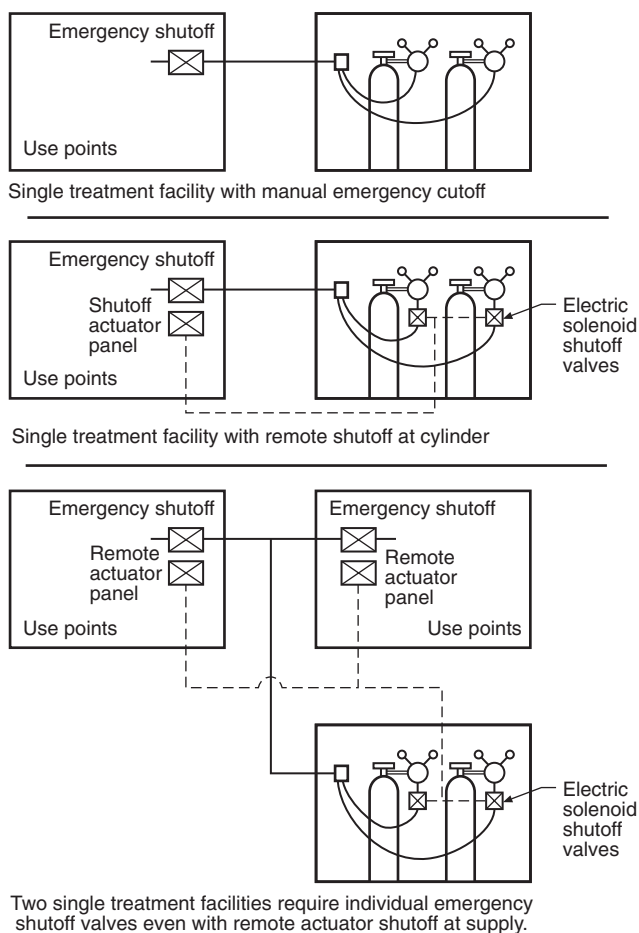 Emergency shutoff
Use points
Single treatment facility with manual emergency cutoff
Emergency shutoff
Shutoff
actuator
panel
Use points
Electric
solenoid
shutoff
valves
Single treatment facility with remote shutoff at cylinder
Emergency shutoff
Remote
actuator
panel
Use points
Emergency shutoff
Remote
actuator
panel
Use points
Electric
solenoid
shutoff
valves
Two single treatment facilities require individual emergency
shutoff valves even with remote actuator shutoff at supply.